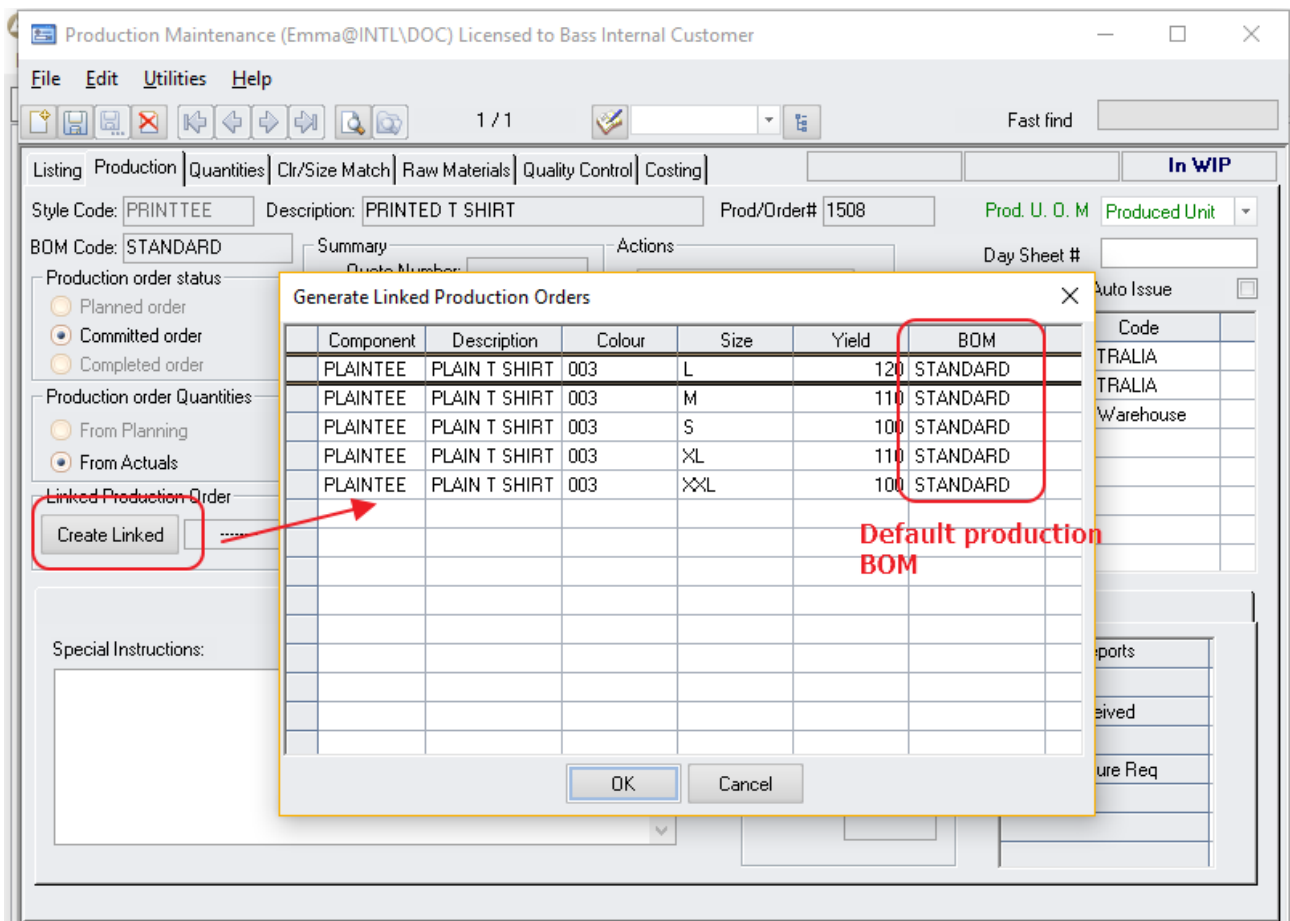 Production Maintenance (Emma@INTL\DOC) Licensed to Bass Internal Customer
File Edit Utilities Help
1 / 1 Fast find
Listing Production Quantities Clr/Size Match Raw Materials Quality Control Costing In WIP
Style Code: PRINTTEE Description: PRINTED T SHIRT Prod/Order# 1508 Prod. U. O. M Produced Unit
BOM Code: STANDARD Summary Actions Day Sheet #
Quote Number:
Production order status
Planned order
Committed order
Completed order
Auto Issue
Code
TRALIA
TRALIA
Warehouse
Production order Quantities
From Planning
From Actuals
Linked Production Order
Create Linked -------
Generate Linked Production Orders
Component Description Colour Size Yield BOM
PLAINTEE PLAIN T SHIRT 003 L 120 STANDARD
PLAINTEE PLAIN T SHIRT 003 M 110 STANDARD
PLAINTEE PLAIN T SHIRT 003 S 100 STANDARD
PLAINTEE PLAIN T SHIRT 003 XL 110 STANDARD
PLAINTEE PLAIN T SHIRT 003 XXL 100 STANDARD
Default production
BOM
OK Cancel
Special Instructions:
ports
eived
ure Req